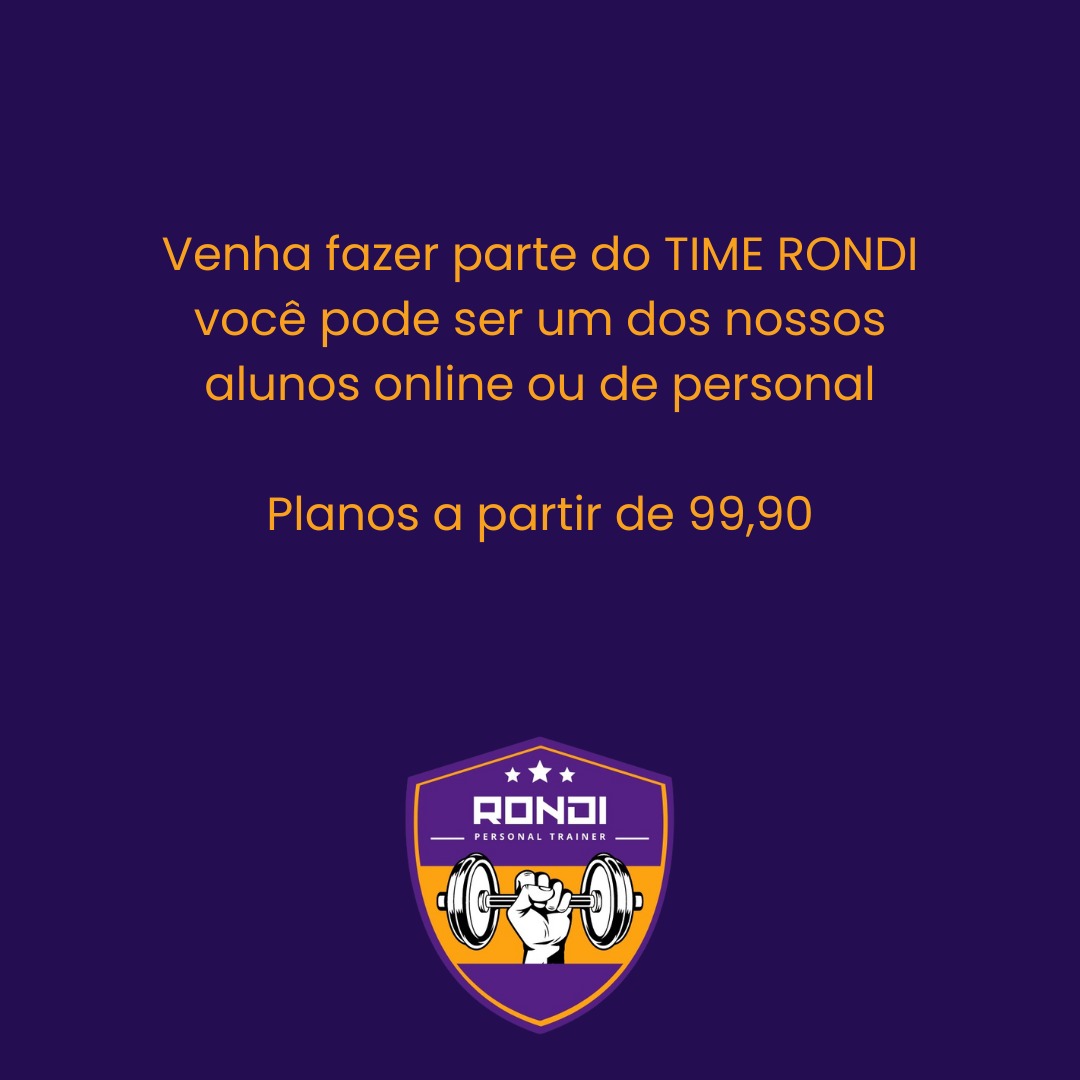 Venha fazer parte do TIME RONDI
você pode ser um dos nossos
alunos online ou de personal
Planos a partir de 99,90
RONDI
PERSONAL TRAINER